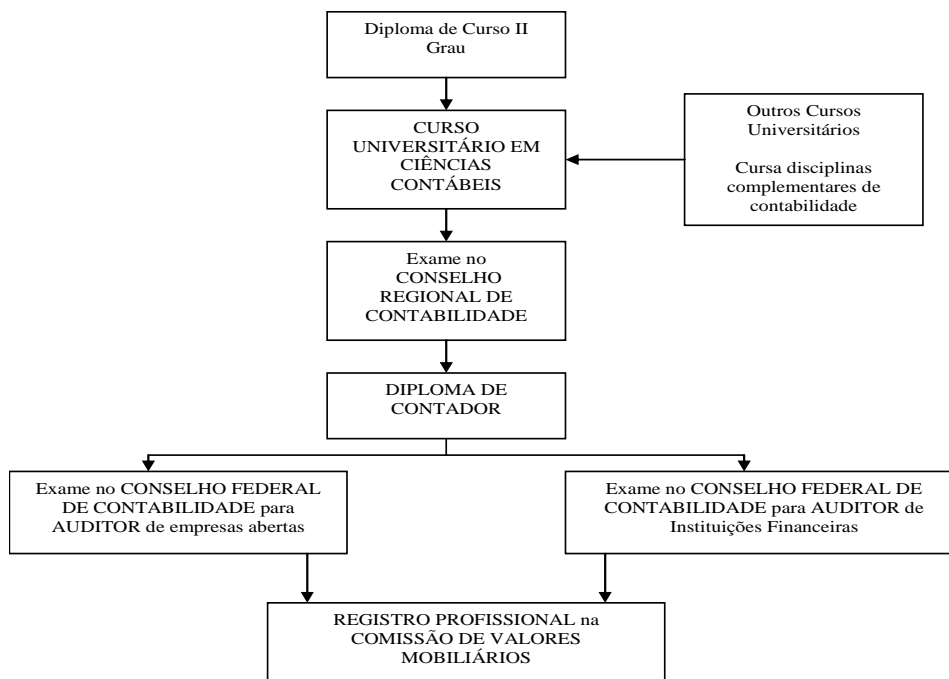 Diploma de Curso II
Grau
CURSO
UNIVERSITÁRIO EM
CIÊNCIAS
CONTÁBEIS
Outros Cursos
Universitários
Cursa disciplinas
complementares de
contabilidade
Exame no
CONSELHO
REGIONAL DE
CONTABILIDADE
DIPLOMA DE
CONTADOR
Exame no CONSELHO FEDERAL
DE CONTABILIDADE para
AUDITOR de empresas abertas
Exame no CONSELHO FEDERAL DE
CONTABILIDADE para AUDITOR de
Instituições Financeiras
REGISTRO PROFISSIONAL na
COMISSÃO DE VALORES
MOBILIÁRIOS